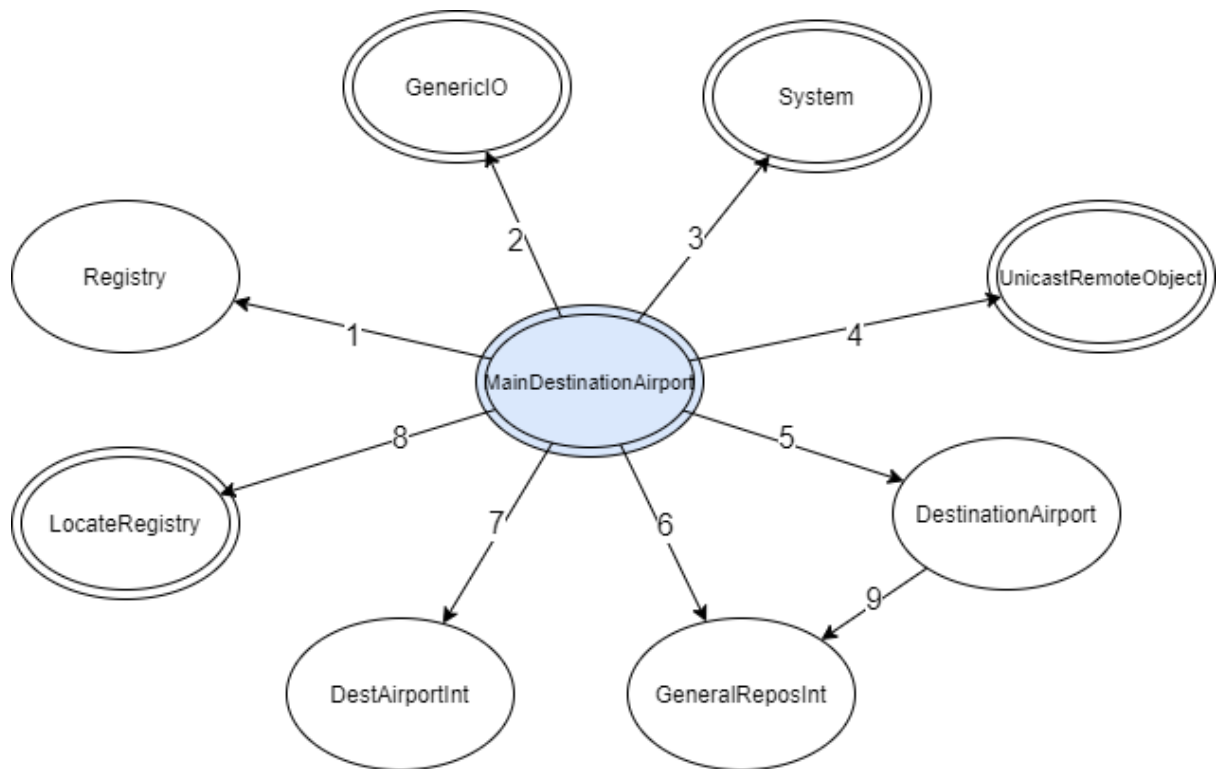 GenericIO
System
Registry
UnicastRemoteObject
2
3
1
4
MainDestinationAirport
8
5
LocateRegistry
7
6
DestinationAirport
9
DestAirportInt
GeneralReposInt